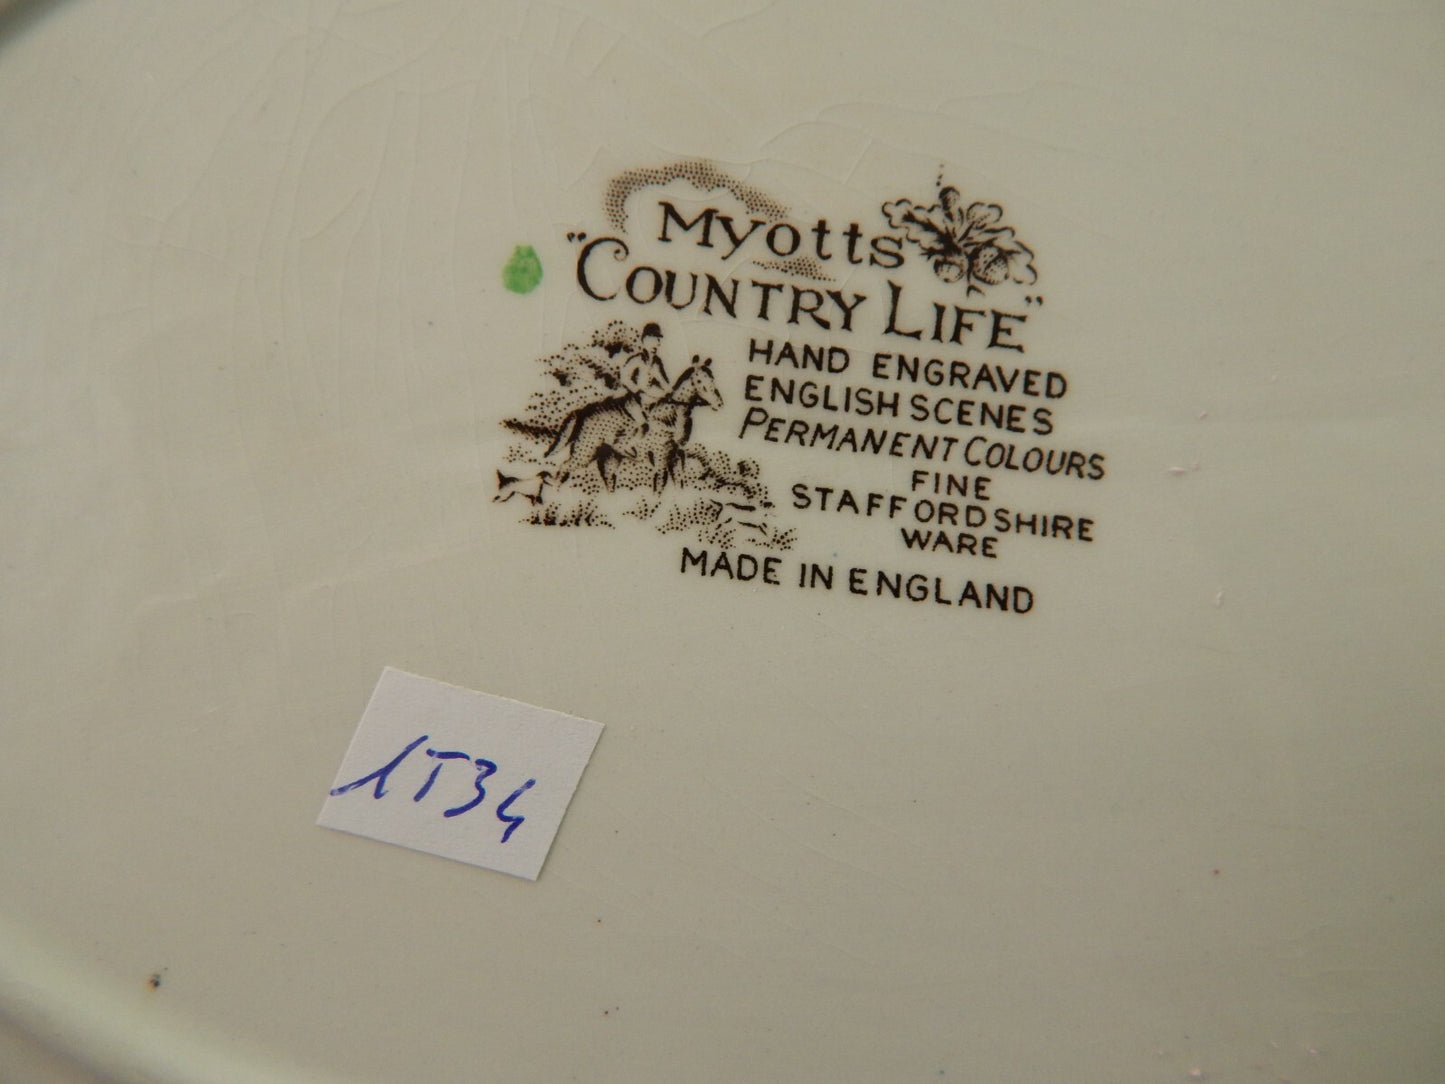 Myotts
"COUNTRY LIFE"
HAND ENGRAVED
ENGLISH SCENES
PERMANENT COLOURS
FINE
STAFFORDSHIRE
WARE
MADE IN ENGLAND
1T34